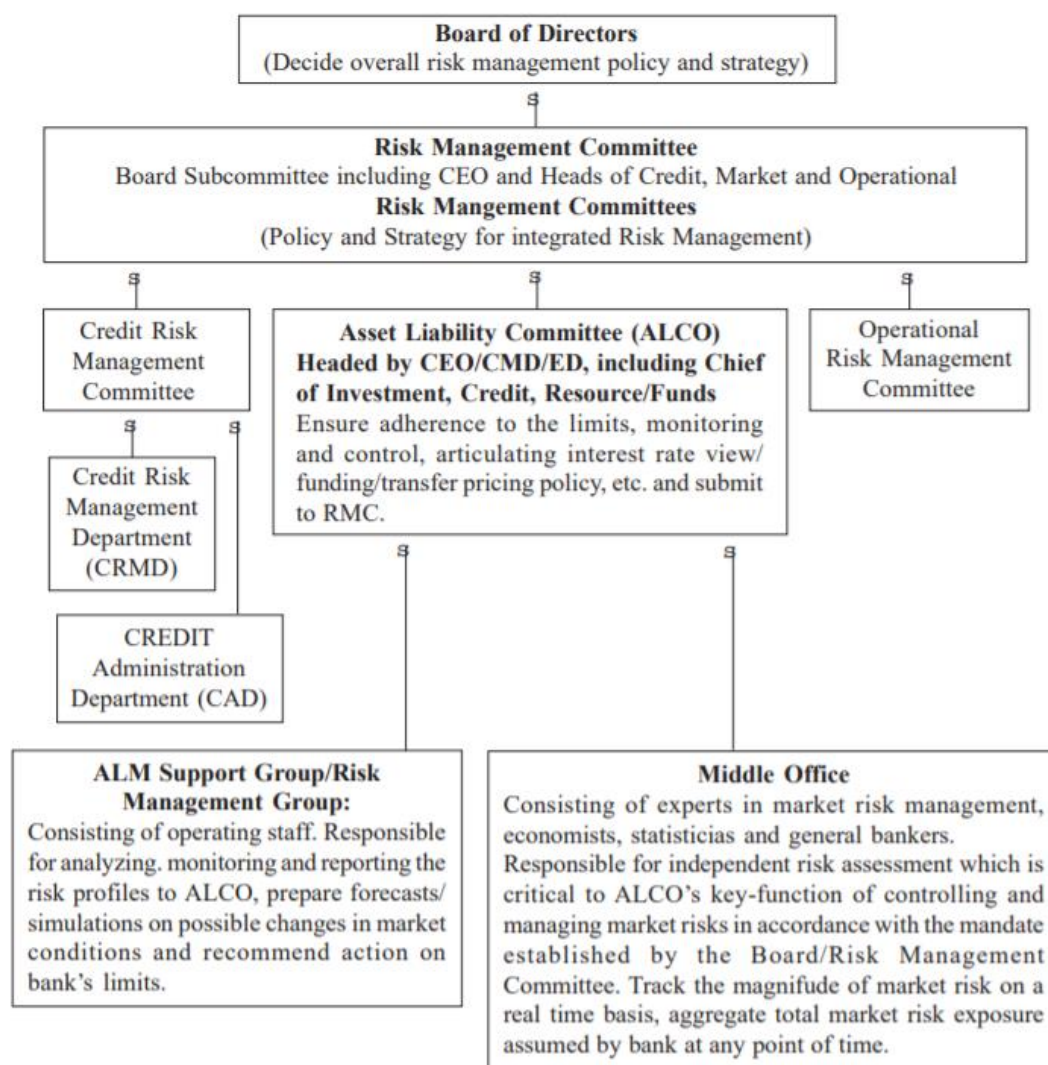 Board of Directors
(Decide overall risk management policy and strategy)
s
Risk Management Committee
Board Subcommittee including CEO and Heads of Credit, Market and Operational
Risk Mangement Committees
(Policy and Strategy for integrated Risk Management)
s
s
s
Credit Risk
Management
Committee
Asset Liability Committee (ALCO)
Headed by CEO/CMD/ED, including Chief
of Investment, Credit, Resource/Funds
Ensure adherence to the limits, monitoring
and control, articulating interest rate view/
funding/transfer pricing policy, etc. and submit
to RMC.
Operational
Risk Management
Committee
s
s
Credit Risk
Management
Department
(CRMD)
CREDIT
Administration
Department (CAD)
s
s
ALM Support Group/Risk
Management Group:
Consisting of operating staff. Responsible
for analyzing. monitoring and reporting the
risk profiles to ALCO, prepare forecasts/
simulations on possible changes in market
conditions and recommend action on
bank's limits.
Middle Office
Consisting of experts in market risk management,
economists, statisticias and general bankers.
Responsible for independent risk assessment which is
critical to ALCO's key-function of controlling and
managing market risks in accordance with the mandate
established by the Board/Risk Management
Committee. Track the magnifude of market risk on a
real time basis, aggregate total market risk exposure
assumed by bank at any point of time.